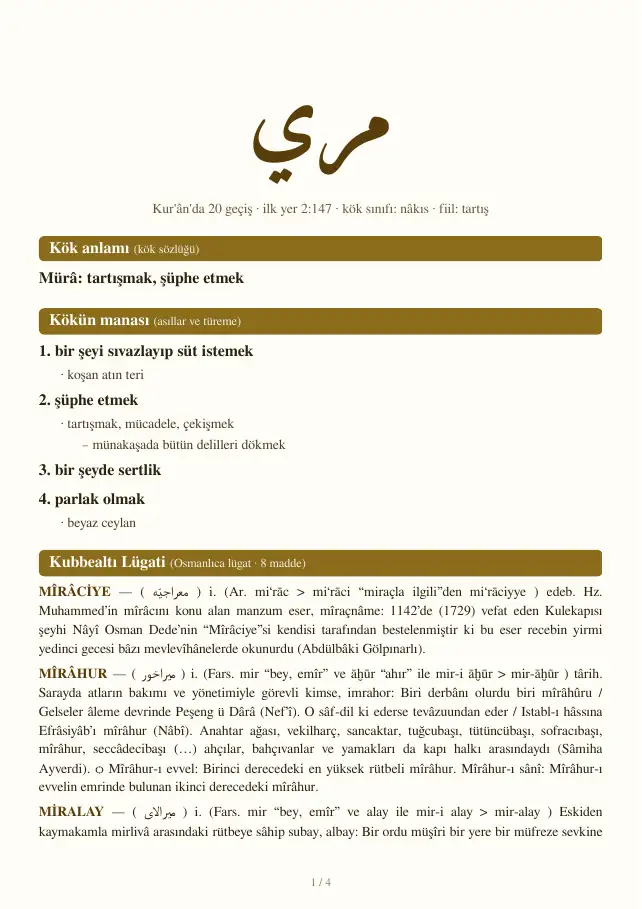 مري
Kur'ân'da 20 geçiş · ilk yer 2:147 · kök sınıfı: nâkıs · fiil: tartış
Kök anlamı (kök sözlüğü)
Mürâ: tartışmak, şüphe etmek
Kökün manası (asıllar ve türeme)
1. bir şeyi sıvazlayıp süt istemek
· koşan atın teri
2. şüphe etmek
· tartışmak, mücadele, çekişmek
– münakaşada bütün delilleri dökmek
3. bir şeyde sertlik
4. parlak olmak
· beyaz ceylan
Kubbealtı Lügati (Osmanlıca lügat · 8 madde)
MÎRÂCİYE — ( معراجيّه ) i. (Ar. mi‘rāc > mi‘rāci “miraçla ilgili”den mi‘rāciyye ) edeb. Hz.
Muhammed’in mîrâcını konu alan manzum eser, mîraçnâme: 1142’de (1729) vefat eden Kulekapısı
şeyhi Nâyî Osman Dede’nin “Mîrâciye”si kendisi tarafından bestelenmiştir ki bu eser recebin yirmi
yedinci gecesi bâzı mevlevîhânelerde okunurdu (Abdülbâki Gölpınarlı).
MÎRÂHUR — ( ميراخور ) i. (Fars. mir “bey, emîr” ve āḫūr “ahır” ile mir-i āḫūr > mir-āḫūr ) târih.
Sarayda atların bakımı ve yönetimiyle görevli kimse, imrahor: Biri derbânı olurdu biri mîrâhûru /
Gelseler âleme devrinde Peşeng ü Dârâ (Nef’î). O sâf-dil ki ederse tevâzuundan eder / Istabl-ı hâssına
Efrâsiyâb’ı mîrâhur (Nâbî). Anahtar ağası, vekilharç, sancaktar, tuğcubaşı, tütüncübaşı, sofracıbaşı,
mîrâhur, seccâdecibaşı (…) ahçılar, bahçıvanlar ve yamakları da kapı halkı arasındaydı (Sâmiha
Ayverdi). ѻ Mîrâhur-ı evvel: Birinci derecedeki en yüksek rütbeli mîrâhur. Mîrâhur-ı sânî: Mîrâhur-ı
evvelin emrinde bulunan ikinci derecedeki mîrâhur.
MİRALAY — ( ميرالاى ) i. (Fars. mir “bey, emîr” ve alay ile mir-i alay > mir-alay ) Eskiden
kaymakamla mirlivâ arasındaki rütbeye sâhip subay, albay: Bir ordu müşîri bir yere bir müfreze sevkine
1 / 4